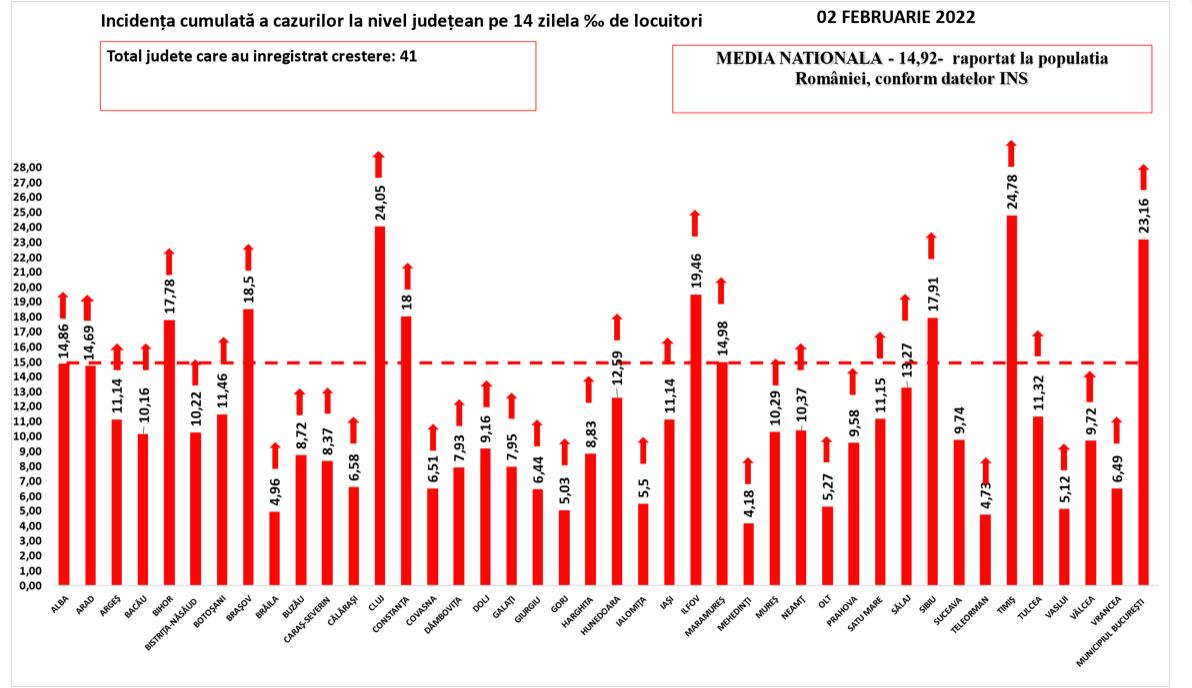 Incidența cumulată a cazurilor la nivel județean pe 14 zilela ‰ de locuitori
02 FEBRUARIE 2022
Total judete care au inregistrat crestere: 41
MEDIA NATIONALA - 14,92- raportat la populatia
României, conform datelor INS
28,00
27,00
26,00
25,00
24,00
23,00
22,00
21,00
20,00
19,00
18,00
17,00
16,00
15,00
14,00
13,00
12,00
11,00
10,00
9,00
8,00
7,00
6,00
5,00
4,00
3,00
2,00
1,00
0,00
14,86
14,69
11,14
10,16
17,78
10,22
11,46
18,5
4,96
8,72
8,37
6,58
24,05
18
6,51
7,93
9,16
7,95
6,44
5,03
8,83
12,59
5,5
11,14
19,46
14,98
4,18
10,29
10,37
5,27
9,58
11,15
13,27
17,91
9,74
4,73
24,78
11,32
5,12
9,72
6,49
23,16
ALBA
ARAD
ARGEȘ
BACĂU
BIHOR
BISTRIȚA-NĂSĂUD
BOTOȘANI
BRAȘOV
BRĂILA
BUZĂU
CARAȘ-SEVERIN
CĂLĂRAȘI
CLUJ
CONSTANȚA
COVASNA
DÂMBOVIȚA
DOLJ
GALAȚI
GIURGIU
GORJ
HARGHITA
HUNEDOARA
IALOMIȚA
IAȘI
ILFOV
MARAMUREȘ
MEHEDINȚI
MUREȘ
NEAMȚ
OLT
PRAHOVA
SATU MARE
SĂLAJ
SIBIU
SUCEAVA
TELEORMAN
TIMIȘ
TULCEA
VASLUI
VÂLCEA
VRANCEA
MUNICIPIUL BUCUREȘTI